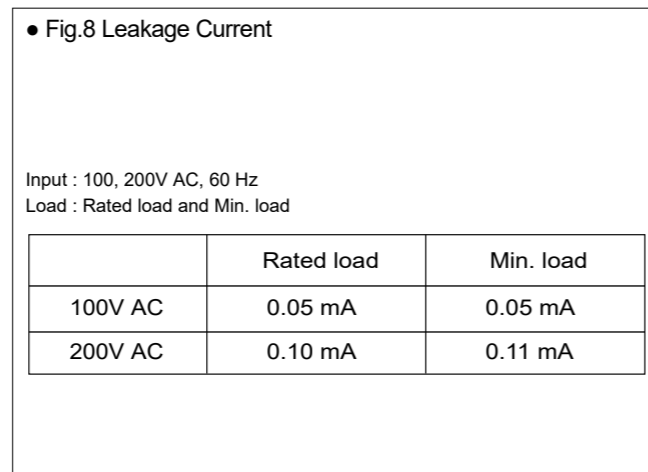 ● Fig.8 Leakage Current
Input : 100, 200V AC, 60 Hz
Load : Rated load and Min. load
Rated load Min. load
100V AC 0.05 mA 0.05 mA
200V AC 0.10 mA 0.11 mA